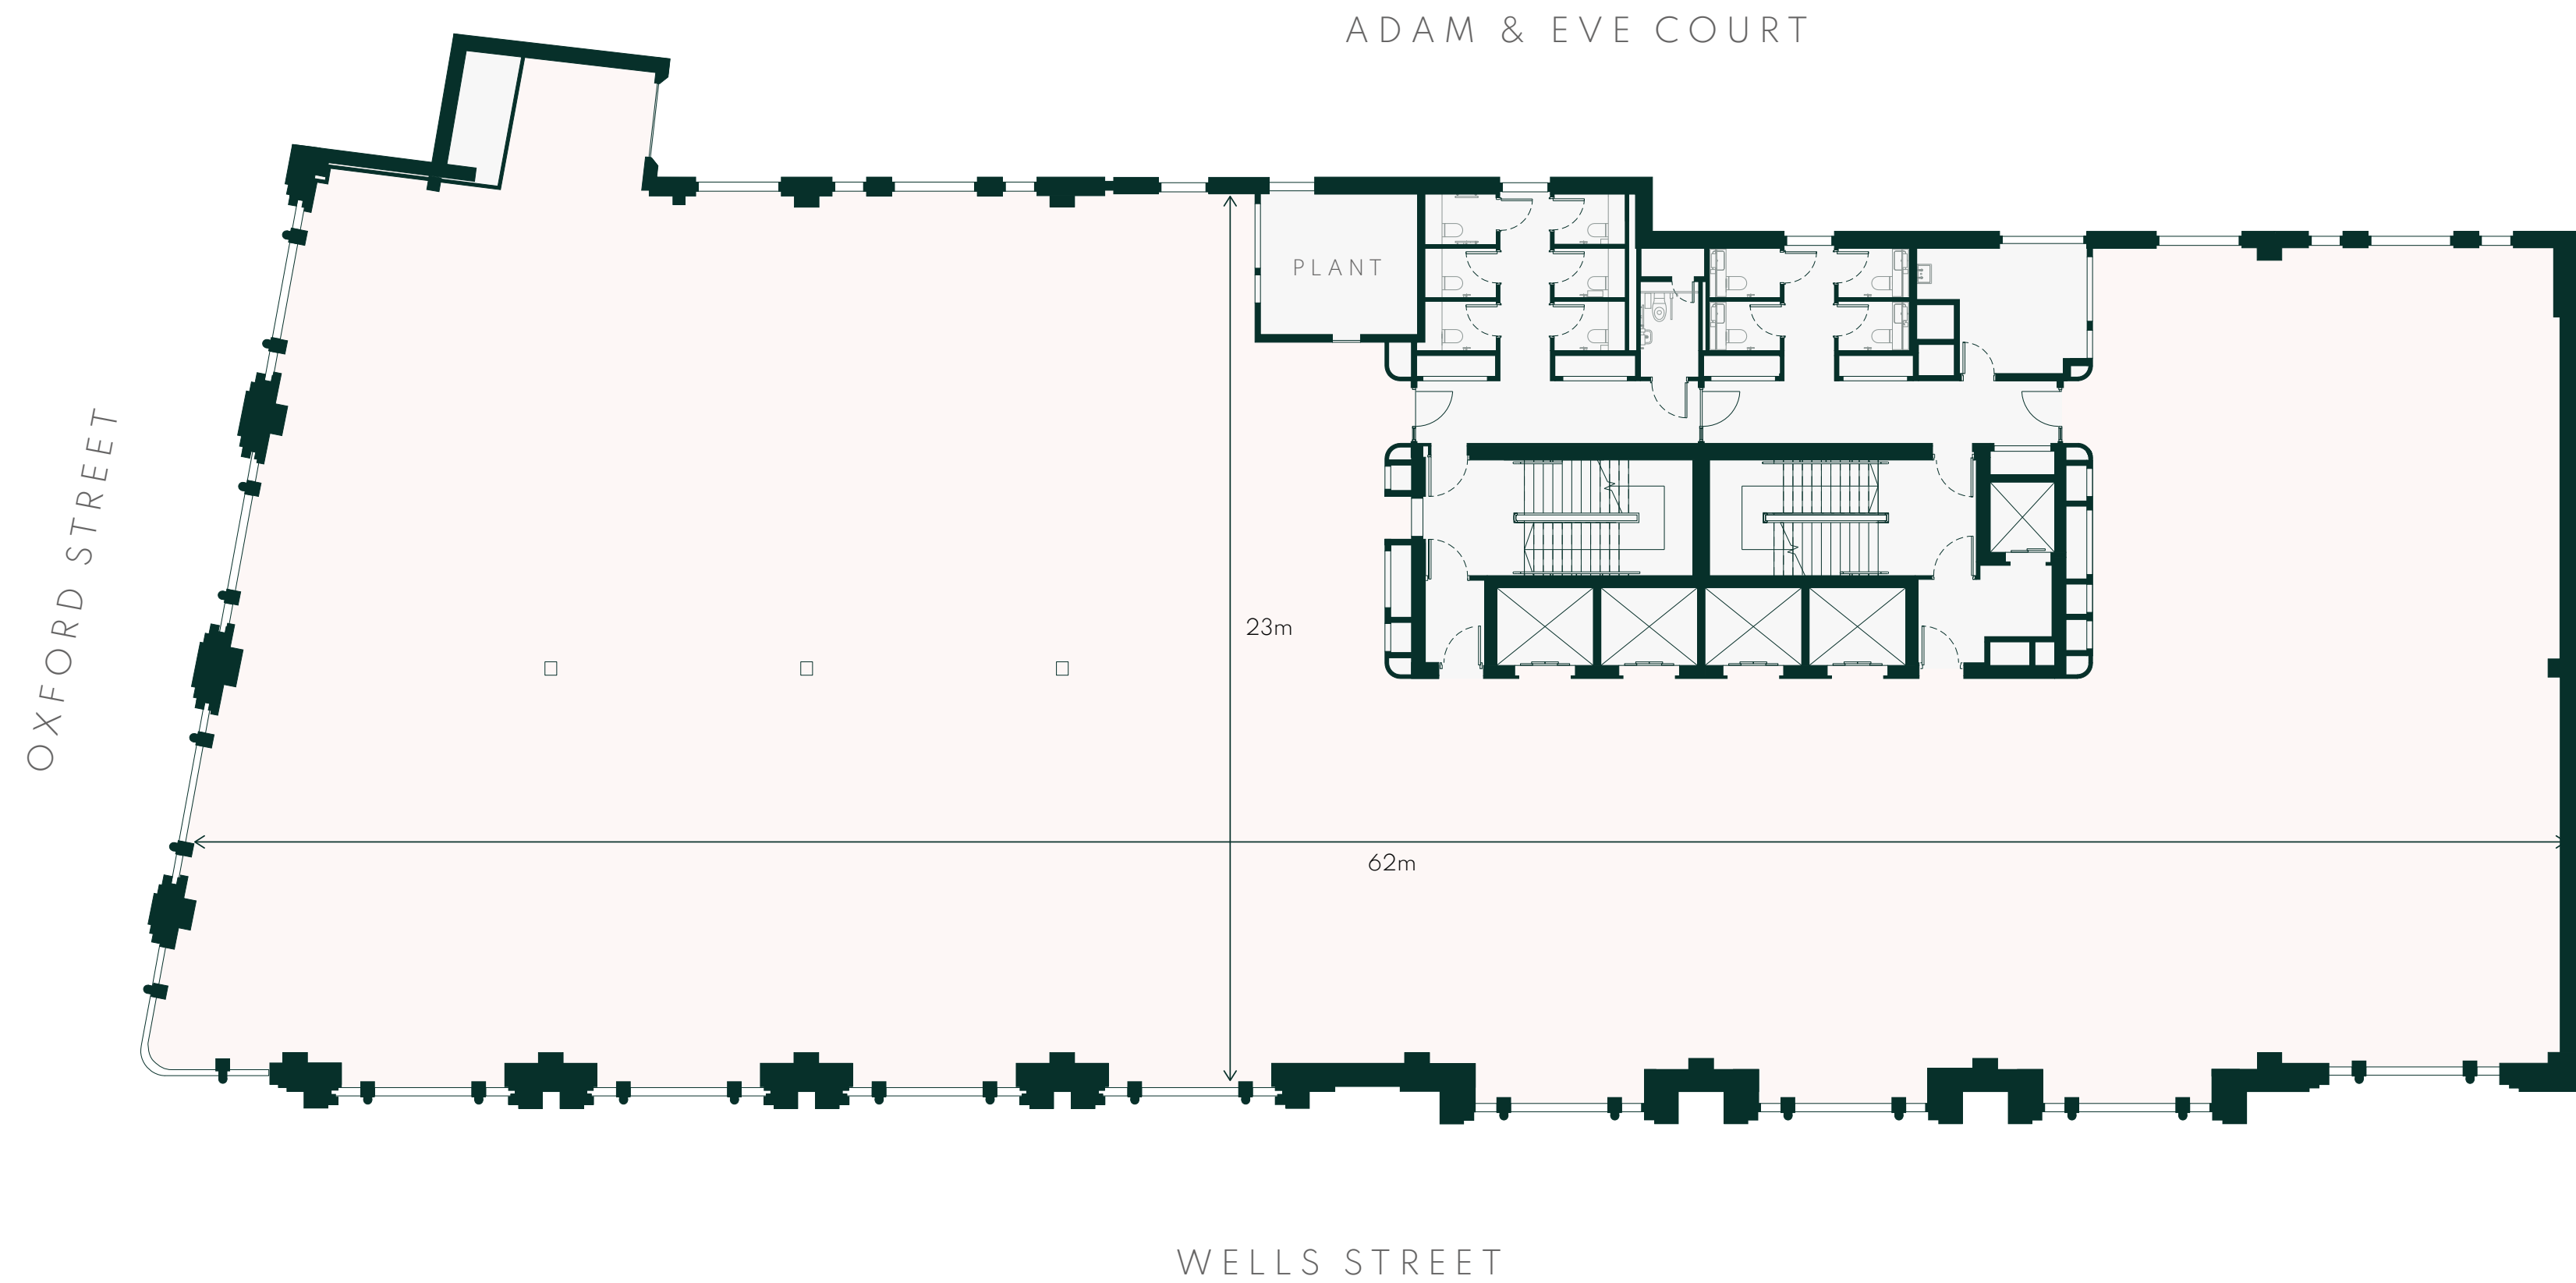 ADAM & EVE COURT
PLANT
OXFORD STREET
23m
62m
WELLS STREET